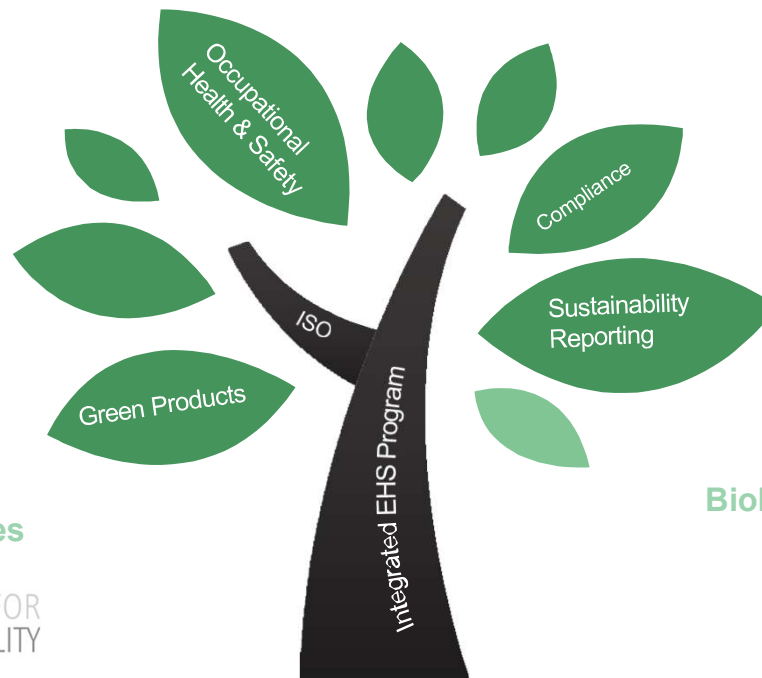 Occupational
Health & Safety
Compliance
Sustainability
Reporting
ISO
Green Products
Integrated EHS Program